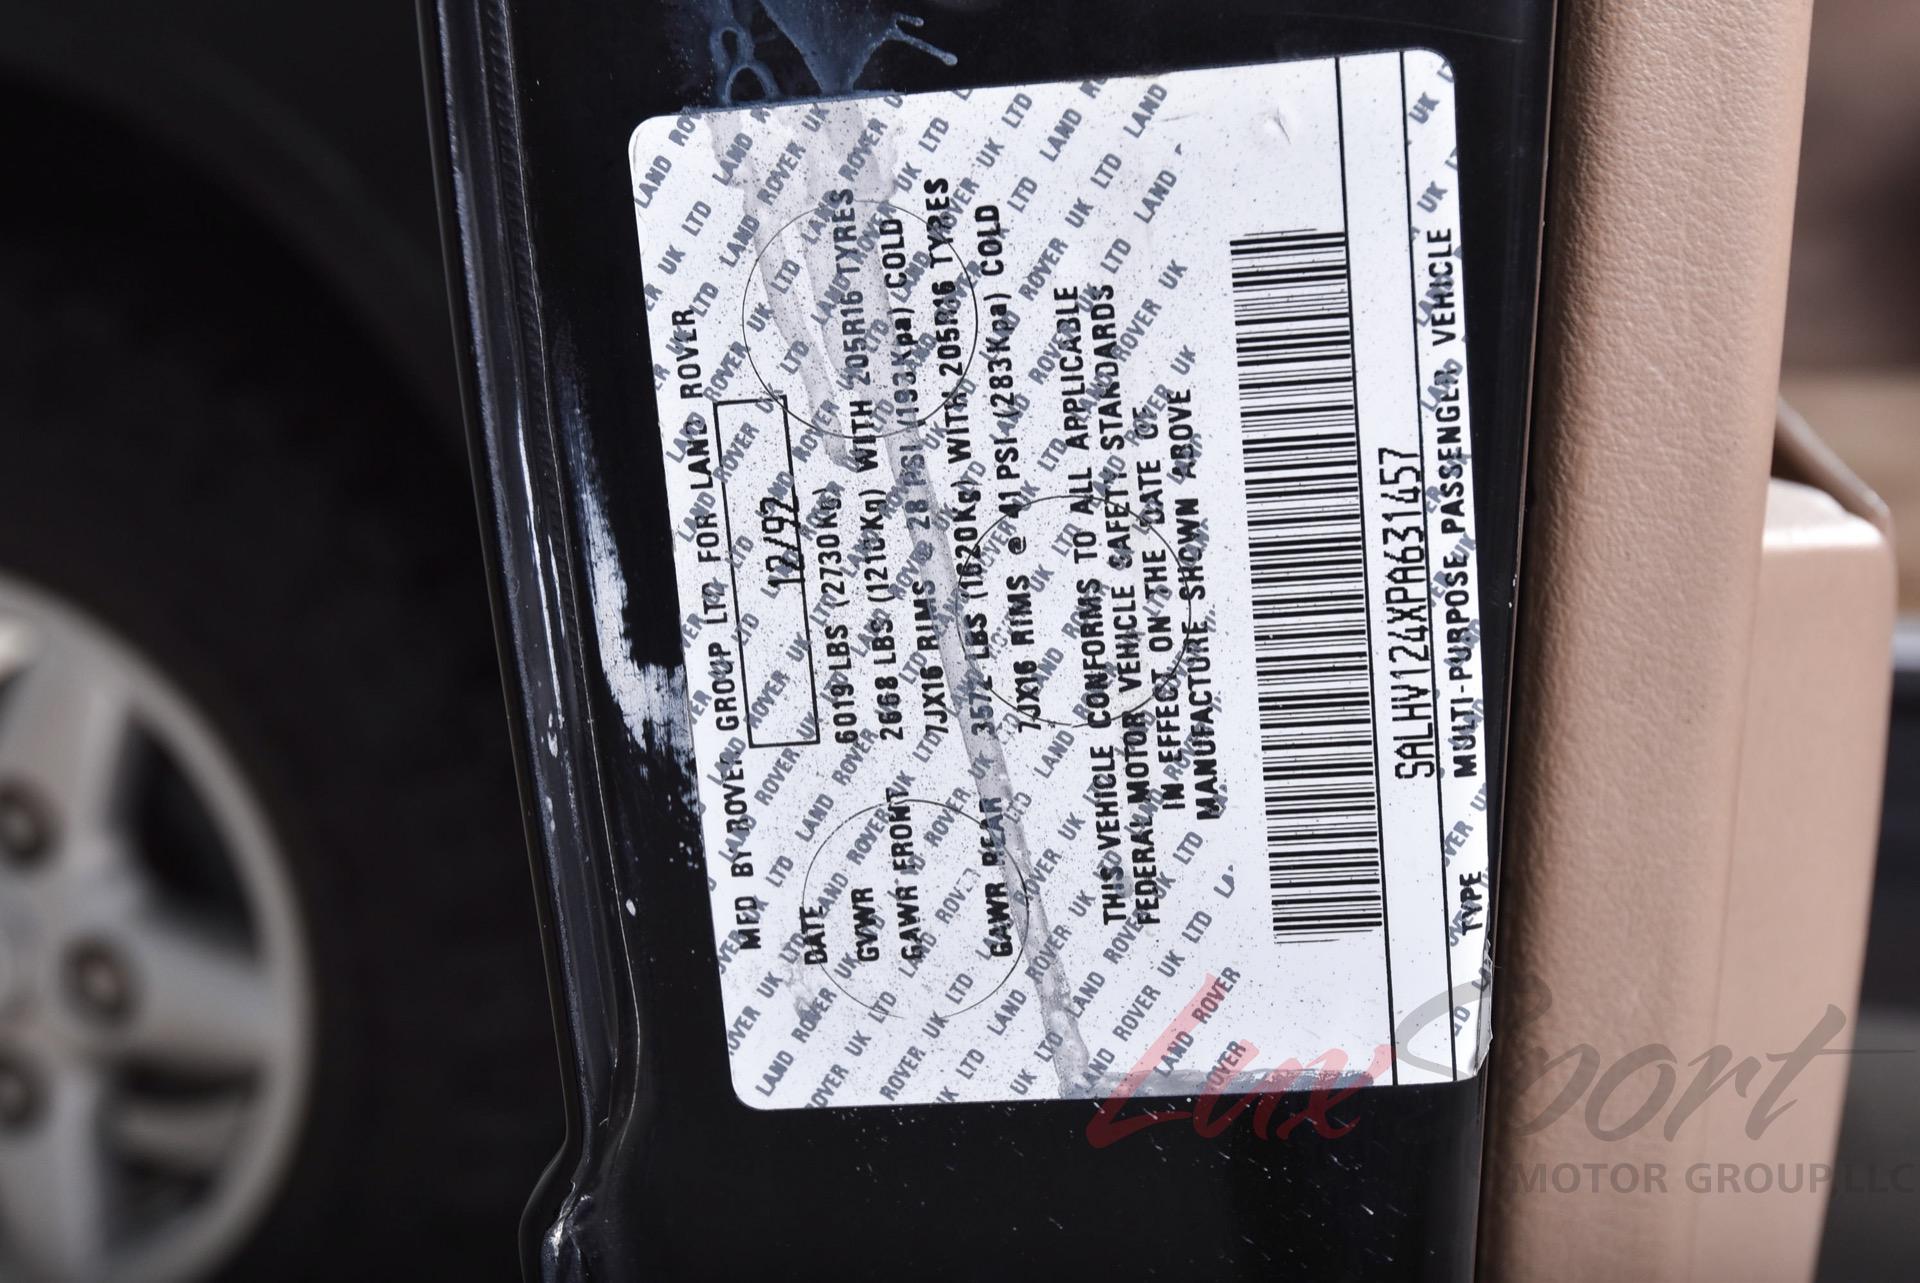 MFD BY ROVER GROUP LTD FOR LAND ROVER
DATE 12/92
GVWR 6019 LBS (2730Kg)
GAWR FRONT 2668 LBS (1210Kg) WITH 205R16 TYRES
7JX16 RIMS @ 28 PSI (193Kpa) COLD
GAWR REAR 3572 LBS (1620Kg) WITH 205R16 TYRES
7JX16 RIMS @ 41 PSI (283Kpa) COLD
THIS VEHICLE CONFORMS TO ALL APPLICABLE
FEDERAL MOTOR VEHICLE SAFETY STANDARDS
IN EFFECT ON THE DATE OF
MANUFACTURE SHOWN ABOVE
SALHV124XPA631457
TYPE MULTI-PURPOSE PASSENGER VEHICLE
LAND ROVER UK LTD
LuxSport
MOTOR GROUP, LLC